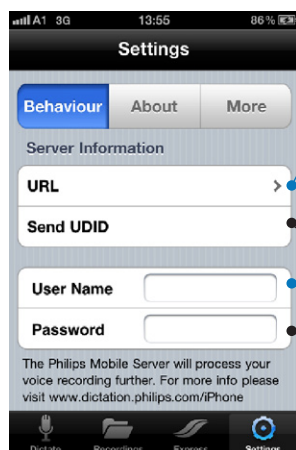 A1 3G 13:55 86%
Settings
Behaviour About More
Server Information
URL >
Send UDID
User Name
Password
The Philips Mobile Server will process your
voice recording further. For more info please
visit www.dictation.philips.com/iPhone
Dictate Recordings Express Settings